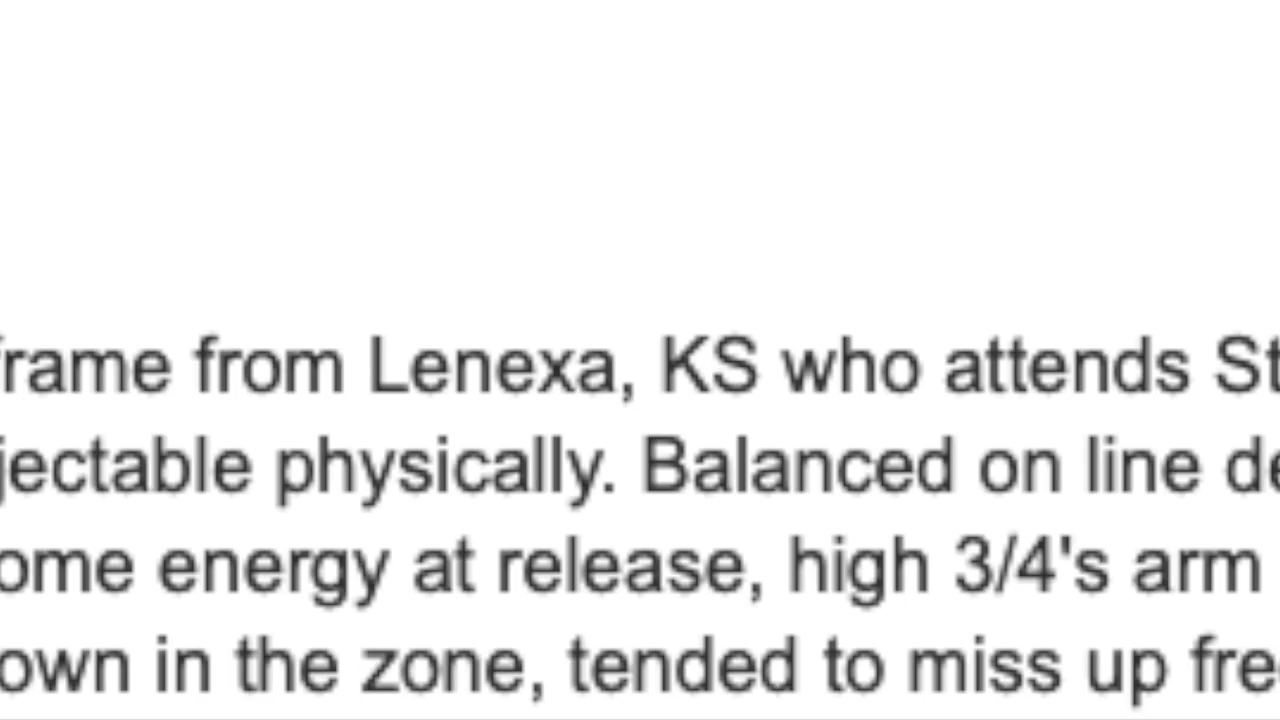 frame from Lenexa, KS who attends St
jectable physically. Balanced on line de
ome energy at release, high 3/4's arm
own in the zone, tended to miss up fre